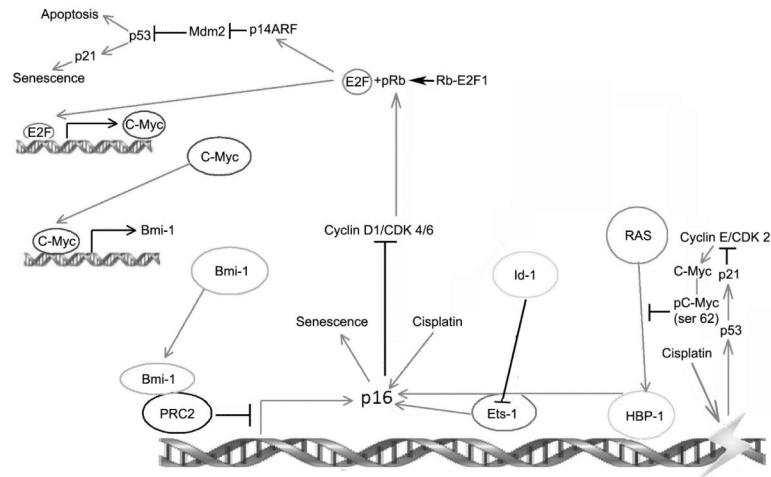 Apoptosis
p53
Mdm2
p14ARF
p21
Senescence
E2F
+pRb
Rb-E2F1
E2F
C-Myc
C-Myc
C-Myc
Bmi-1
Cyclin D1/CDK 4/6
RAS
Cyclin E/CDK 2
Bmi-1
Id-1
C-Myc
p21
pC-Myc
(ser 62)
Senescence
Cisplatin
p53
Cisplatin
Bmi-1
p16
PRC2
Ets-1
HBP-1